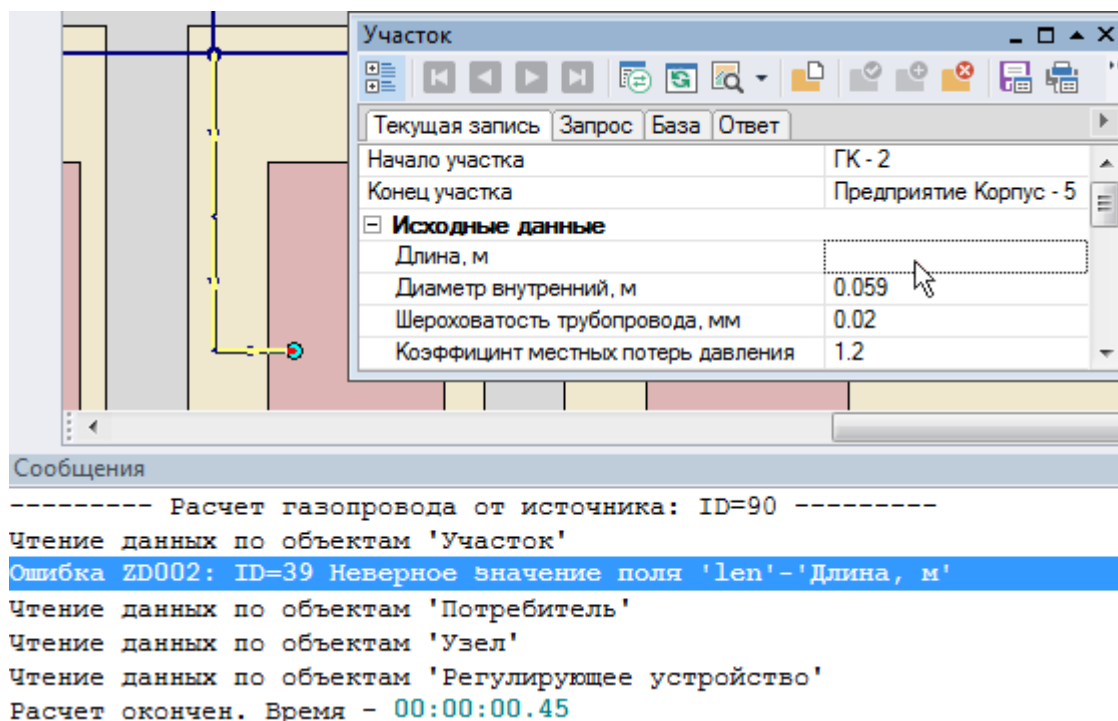 Участок
Текущая запись Запрос База Ответ
Начало участка ГК - 2
Конец участка Предприятие Корпус - 5
Исходные данные
Длина, м
Диаметр внутренний, м 0.059
Шероховатость трубопровода, мм 0.02
Коэффицинт местных потерь давления 1.2
Сообщения
--------- Расчет газопровода от источника: ID=90 ---------
Чтение данных по объектам 'Участок'
Ошибка ZD002: ID=39 Неверное значение поля 'len'-'Длина, м'
Чтение данных по объектам 'Потребитель'
Чтение данных по объектам 'Узел'
Чтение данных по объектам 'Регулирующее устройство'
Расчет окончен. Время - 00:00:00.45